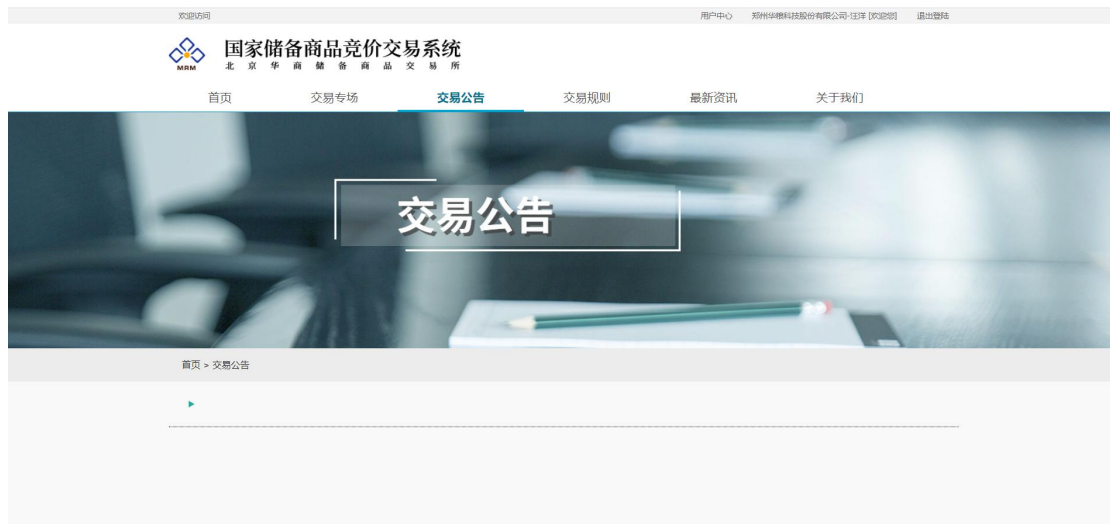 欢迎访问
用户中心 郑州华粮科技股份有限公司-汪洋 [欢迎您] 退出登陆
国家储备商品竞价交易系统
MRM 北京华商储备商品交易所
首页 交易专场 交易公告 交易规则 最新资讯 关于我们
交易公告
首页 > 交易公告